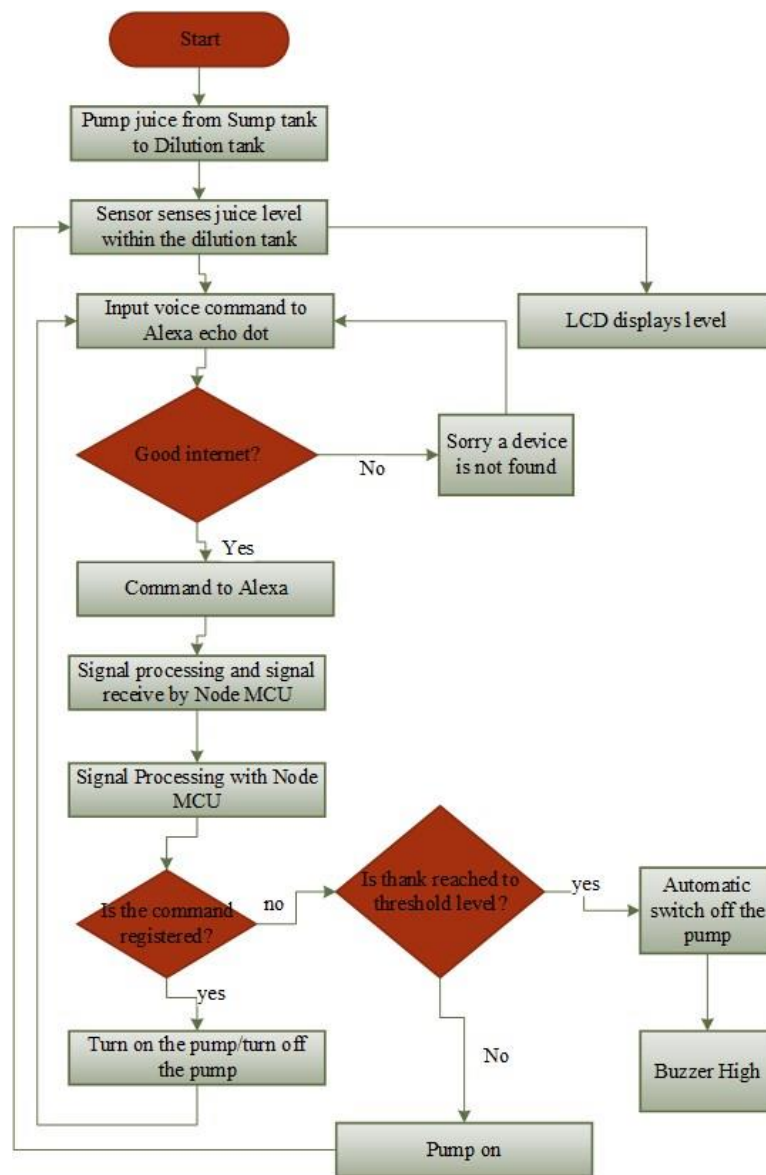 Start
Pump juice from Sump tank
to Dilution tank
Sensor senses juice level
within the dilution tank
Input voice command to
Alexa echo dot
LCD displays level
Good internet?
No
Sorry a device
is not found
Yes
Command to Alexa
Signal processing and signal
receive by Node MCU
Signal Processing with Node
MCU
Is the command
registered?
no
Is thank reached to
threshold level?
yes
Automatic
switch off the
pump
yes
Turn on the pump/turn off
the pump
No
Buzzer High
Pump on